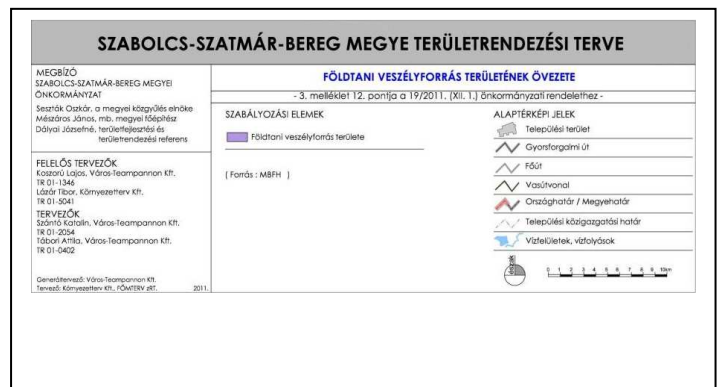 SZABOLCS-SZATMÁR-BEREG MEGYE TERÜLETRENDEZÉSI TERVE
MEGBÍZÓ
SZABOLCS-SZATMÁR-BEREG MEGYEI
ÖNKORMÁNYZAT
Seszták Oszkár, a megyei közgyűlés elnöke
Mészáros János, mb. megyei főépítész
Dályai Józsefné, területfejlesztési és
területrendezési referens
FELELŐS TERVEZŐK
Koszorú Lajos, Város-Teampannon Kft.
TR 01-1346
Lázár Tibor, Környezetterv Kft.
TR 01-5041
TERVEZŐK
Szántó Katalin, Város-Teampannon Kft.
TR 01-2054
Tábori Attila, Város-Teampannon Kft.
TR 01-0402
Generáltervező: Város-Teampannon Kft.
Tervező: Környezetterv Kft., FŐMTERV zRT. 2011.
FÖLDTANI VESZÉLYFORRÁS TERÜLETÉNEK ÖVEZETE
- 3. melléklet 12. pontja a 19/2011. (XII. 1.) önkormányzati rendelethez -
SZABÁLYOZÁSI ELEMEK
Földtani veszélyforrás területe
( Forrás : MBFH )
ALAPTÉRKÉPI JELEK
Települési terület
Gyorsforgalmi út
Főút
Vasútvonal
Országhatár / Megyehatár
Települési közigazgatási határ
Vízfelületek, vízfolyások
észak
0 1 2 3 4 5 6 7 8 9 10km